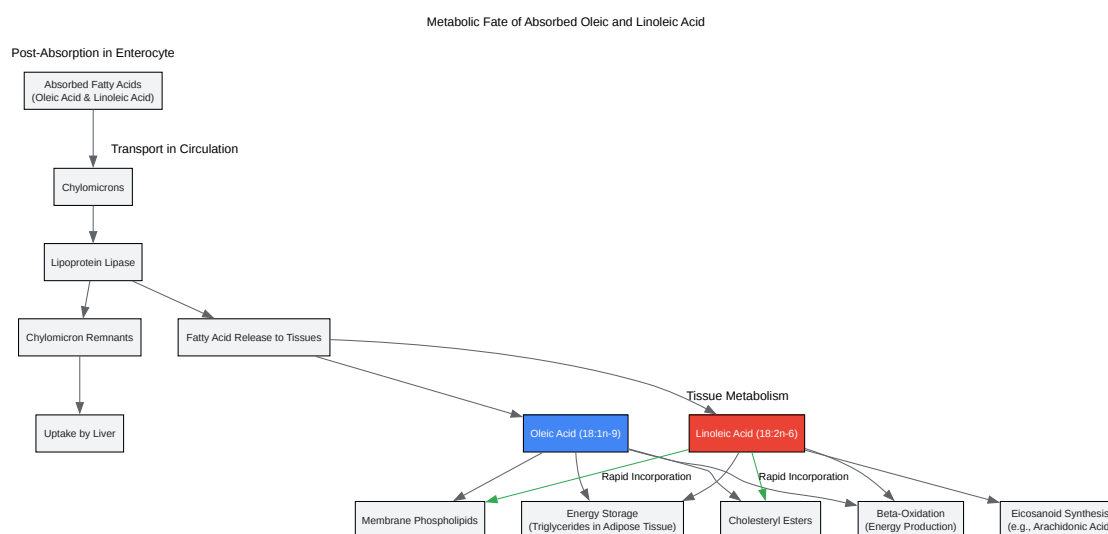 Metabolic Fate of Absorbed Oleic and Linoleic Acid
Post-Absorption in Enterocyte
Absorbed Fatty Acids
(Oleic Acid & Linoleic Acid)
Transport in Circulation
Chylomicrons
Lipoprotein Lipase
Chylomicron Remnants
Fatty Acid Release to Tissues
Tissue Metabolism
Uptake by Liver
Oleic Acid (18:1n-9)
Linoleic Acid (18:2n-6)
Rapid Incorporation
Rapid Incorporation
Membrane Phospholipids
Energy Storage
(Triglycerides in Adipose Tissue)
Cholesteryl Esters
Beta-Oxidation
(Energy Production)
Eicosanoid Synthesis
(e.g., Arachidonic Acid